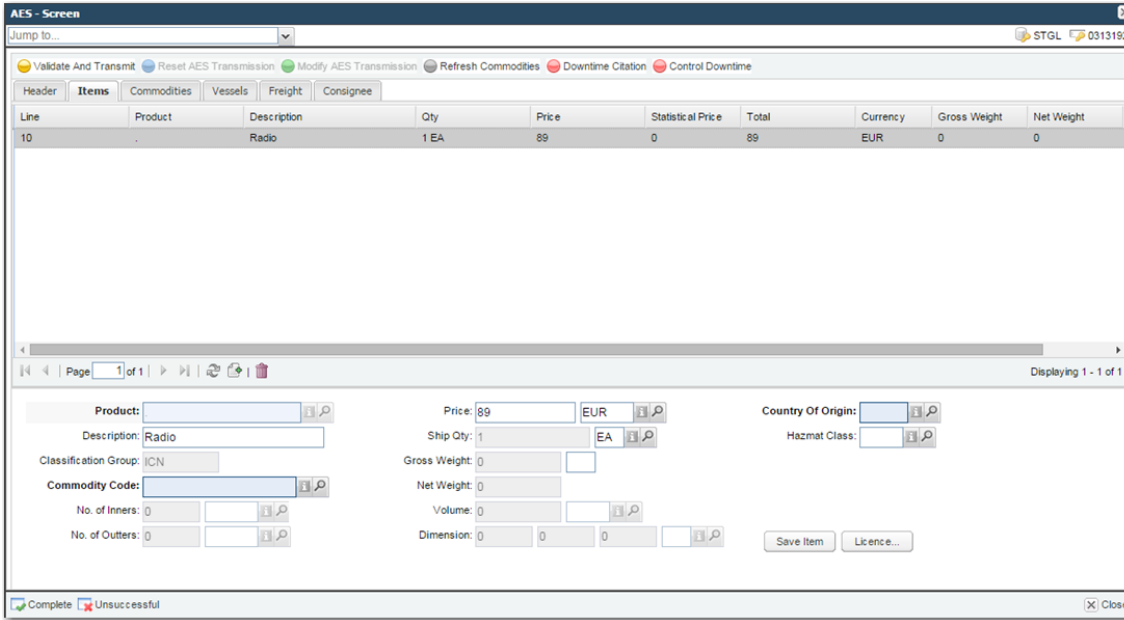 AES - Screen
Jump to... STGL 0313192
Validate And Transmit Reset AES Transmission Modify AES Transmission Refresh Commodities Downtime Citation Control Downtime
Header Items Commodities Vessels Freight Consignee
Line Product Description Qty Price Statistical Price Total Currency Gross Weight Net Weight
10 . Radio 1 EA 89 0 89 EUR 0 0
Page 1 of 1 Displaying 1 - 1 of 1
Product: Price: 89 EUR Country Of Origin:
Description: Radio Ship Qty: 1 EA Hazmat Class:
Classification Group: ICN Gross Weight: 0
Commodity Code: Net Weight: 0
No. of Inners: 0 Volume: 0
No. of Outters: 0 Dimension: 0 0 0 Save Item Licence...
Complete Unsuccessful Close